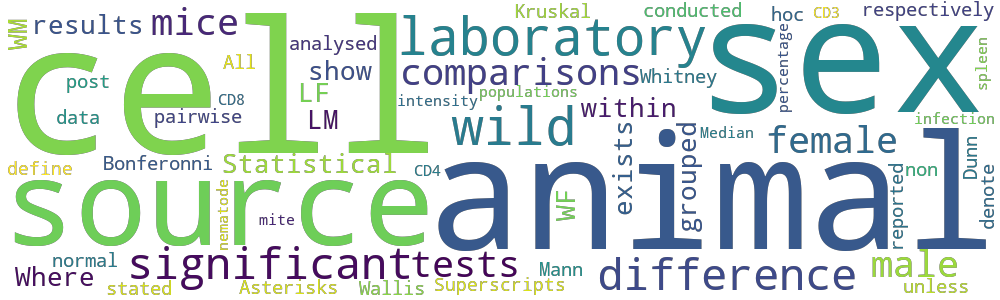 WM results mice Kruskal conducted hoc CD3 respectively
cell analysed laboratory sex
All show comparisons Whitney percentage spleen
post CD8 LF intensity populations
data pairwise LM wild within infection
Bonferonni Median female
define Statistical CD4 animal exists grouped non Dunn
source nematode mite WF reported denote
normal significant tests Mann difference male
Where stated Asterisks Wallis Superscripts unless